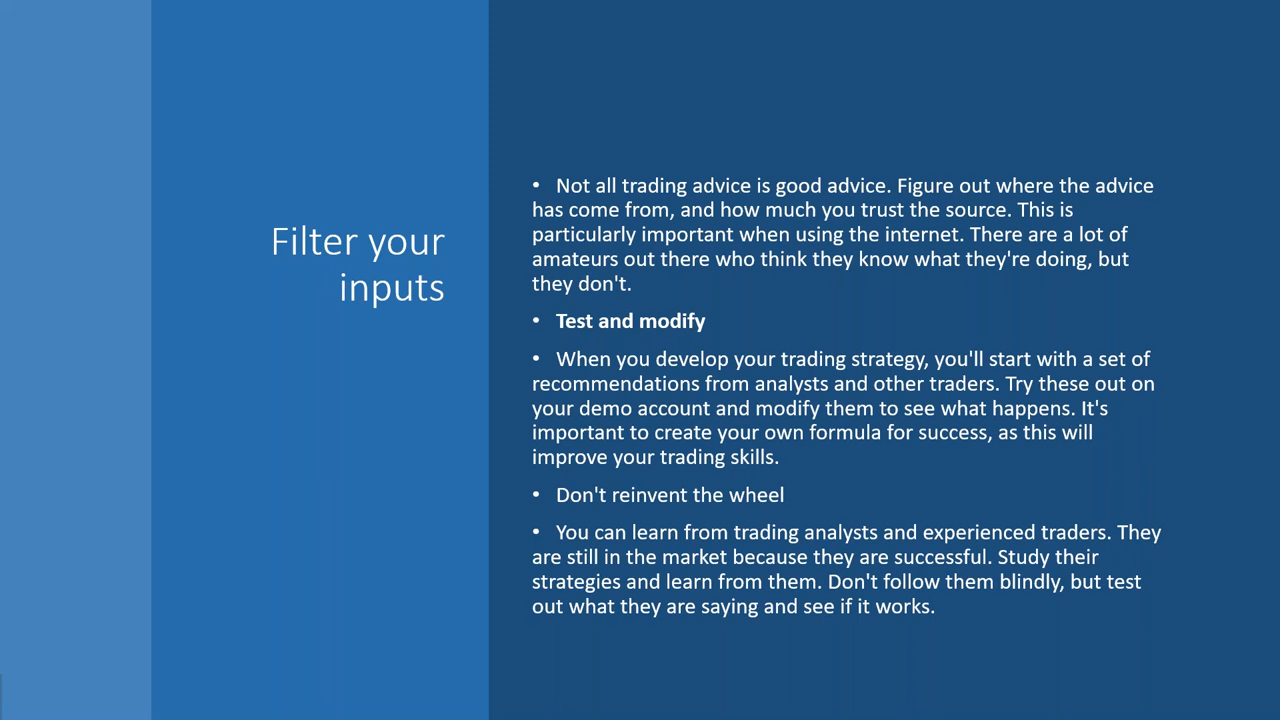 Filter your
inputs
• Not all trading advice is good advice. Figure out where the advice
has come from, and how much you trust the source. This is
particularly important when using the internet. There are a lot of
amateurs out there who think they know what they're doing, but
they don't.
• Test and modify
• When you develop your trading strategy, you'll start with a set of
recommendations from analysts and other traders. Try these out on
your demo account and modify them to see what happens. It's
important to create your own formula for success, as this will
improve your trading skills.
• Don't reinvent the wheel
• You can learn from trading analysts and experienced traders. They
are still in the market because they are successful. Study their
strategies and learn from them. Don't follow them blindly, but test
out what they are saying and see if it works.